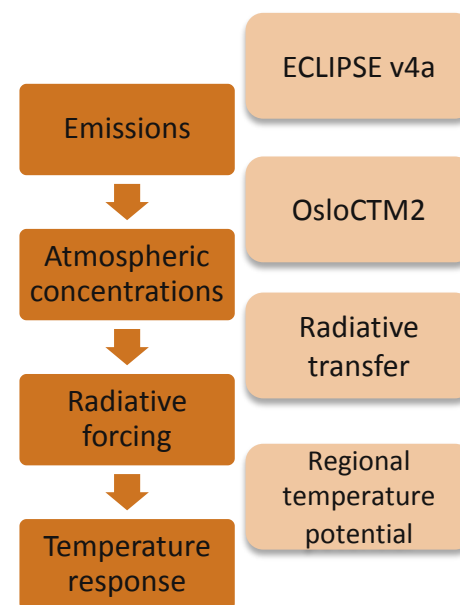 ECLIPSE v4a
Emissions
OsloCTM2
Atmospheric
concentrations
Radiative
transfer
Radiative
forcing
Regional
temperature
potential
Temperature
response